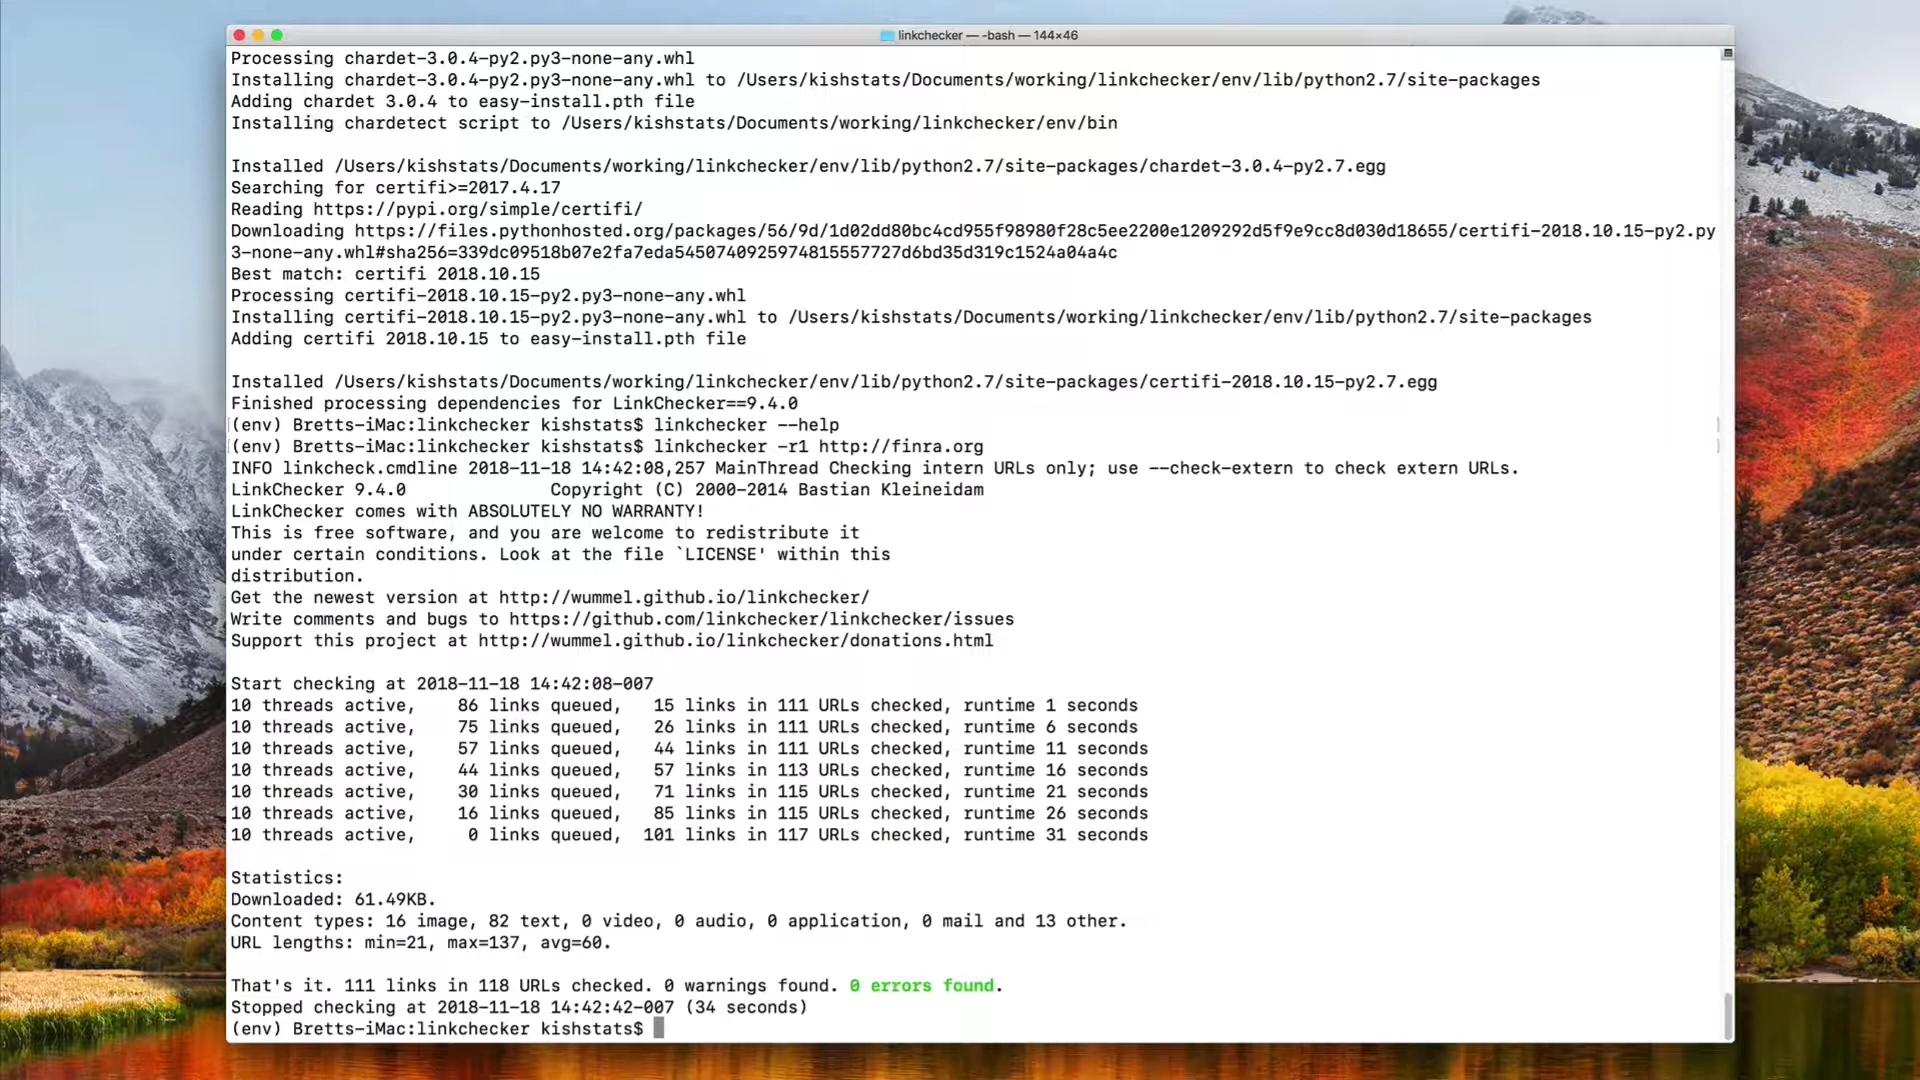 linkchecker — -bash — 144×46
Processing chardet-3.0.4-py2.py3-none-any.whl
Installing chardet-3.0.4-py2.py3-none-any.whl to /Users/kishstats/Documents/working/linkchecker/env/lib/python2.7/site-packages
Adding chardet 3.0.4 to easy-install.pth file
Installing chardetect script to /Users/kishstats/Documents/working/linkchecker/env/bin
Installed /Users/kishstats/Documents/working/linkchecker/env/lib/python2.7/site-packages/chardet-3.0.4-py2.7.egg
Searching for certifi>=2017.4.17
Reading https://pypi.org/simple/certifi/
Downloading https://files.pythonhosted.org/packages/56/9d/1d02dd80bc4cd955f98980f28c5ee2200e1209292d5f9e9cc8d030d18655/certifi-2018.10.15-py2.py
3-none-any.whl#sha256=339dc09518b07e2fa7eda5450740925974815557727d6bd35d319c1524a04a4c
Best match: certifi 2018.10.15
Processing certifi-2018.10.15-py2.py3-none-any.whl
Installing certifi-2018.10.15-py2.py3-none-any.whl to /Users/kishstats/Documents/working/linkchecker/env/lib/python2.7/site-packages
Adding certifi 2018.10.15 to easy-install.pth file
Installed /Users/kishstats/Documents/working/linkchecker/env/lib/python2.7/site-packages/certifi-2018.10.15-py2.7.egg
Finished processing dependencies for LinkChecker==9.4.0
(env) Bretts-iMac:linkchecker kishstats$ linkchecker --help
(env) Bretts-iMac:linkchecker kishstats$ linkchecker -r1 http://finra.org
INFO linkcheck.cmdline 2018-11-18 14:42:08,257 MainThread Checking intern URLs only; use --check-extern to check extern URLs.
LinkChecker 9.4.0              Copyright (C) 2000-2014 Bastian Kleineidam
LinkChecker comes with ABSOLUTELY NO WARRANTY!
This is free software, and you are welcome to redistribute it
under certain conditions. Look at the file `LICENSE' within this
distribution.
Get the newest version at http://wummel.github.io/linkchecker/
Write comments and bugs to https://github.com/linkchecker/linkchecker/issues
Support this project at http://wummel.github.io/linkchecker/donations.html
Start checking at 2018-11-18 14:42:08-007
10 threads active,    86 links queued,   15 links in 111 URLs checked, runtime 1 seconds
10 threads active,    75 links queued,   26 links in 111 URLs checked, runtime 6 seconds
10 threads active,    57 links queued,   44 links in 111 URLs checked, runtime 11 seconds
10 threads active,    44 links queued,   57 links in 113 URLs checked, runtime 16 seconds
10 threads active,    30 links queued,   71 links in 115 URLs checked, runtime 21 seconds
10 threads active,    16 links queued,   85 links in 115 URLs checked, runtime 26 seconds
10 threads active,     0 links queued,  101 links in 117 URLs checked, runtime 31 seconds
Statistics:
Downloaded: 61.49KB.
Content types: 16 image, 82 text, 0 video, 0 audio, 0 application, 0 mail and 13 other.
URL lengths: min=21, max=137, avg=60.
That's it. 111 links in 118 URLs checked. 0 warnings found. 0 errors found.
Stopped checking at 2018-11-18 14:42:42-007 (34 seconds)
(env) Bretts-iMac:linkchecker kishstats$